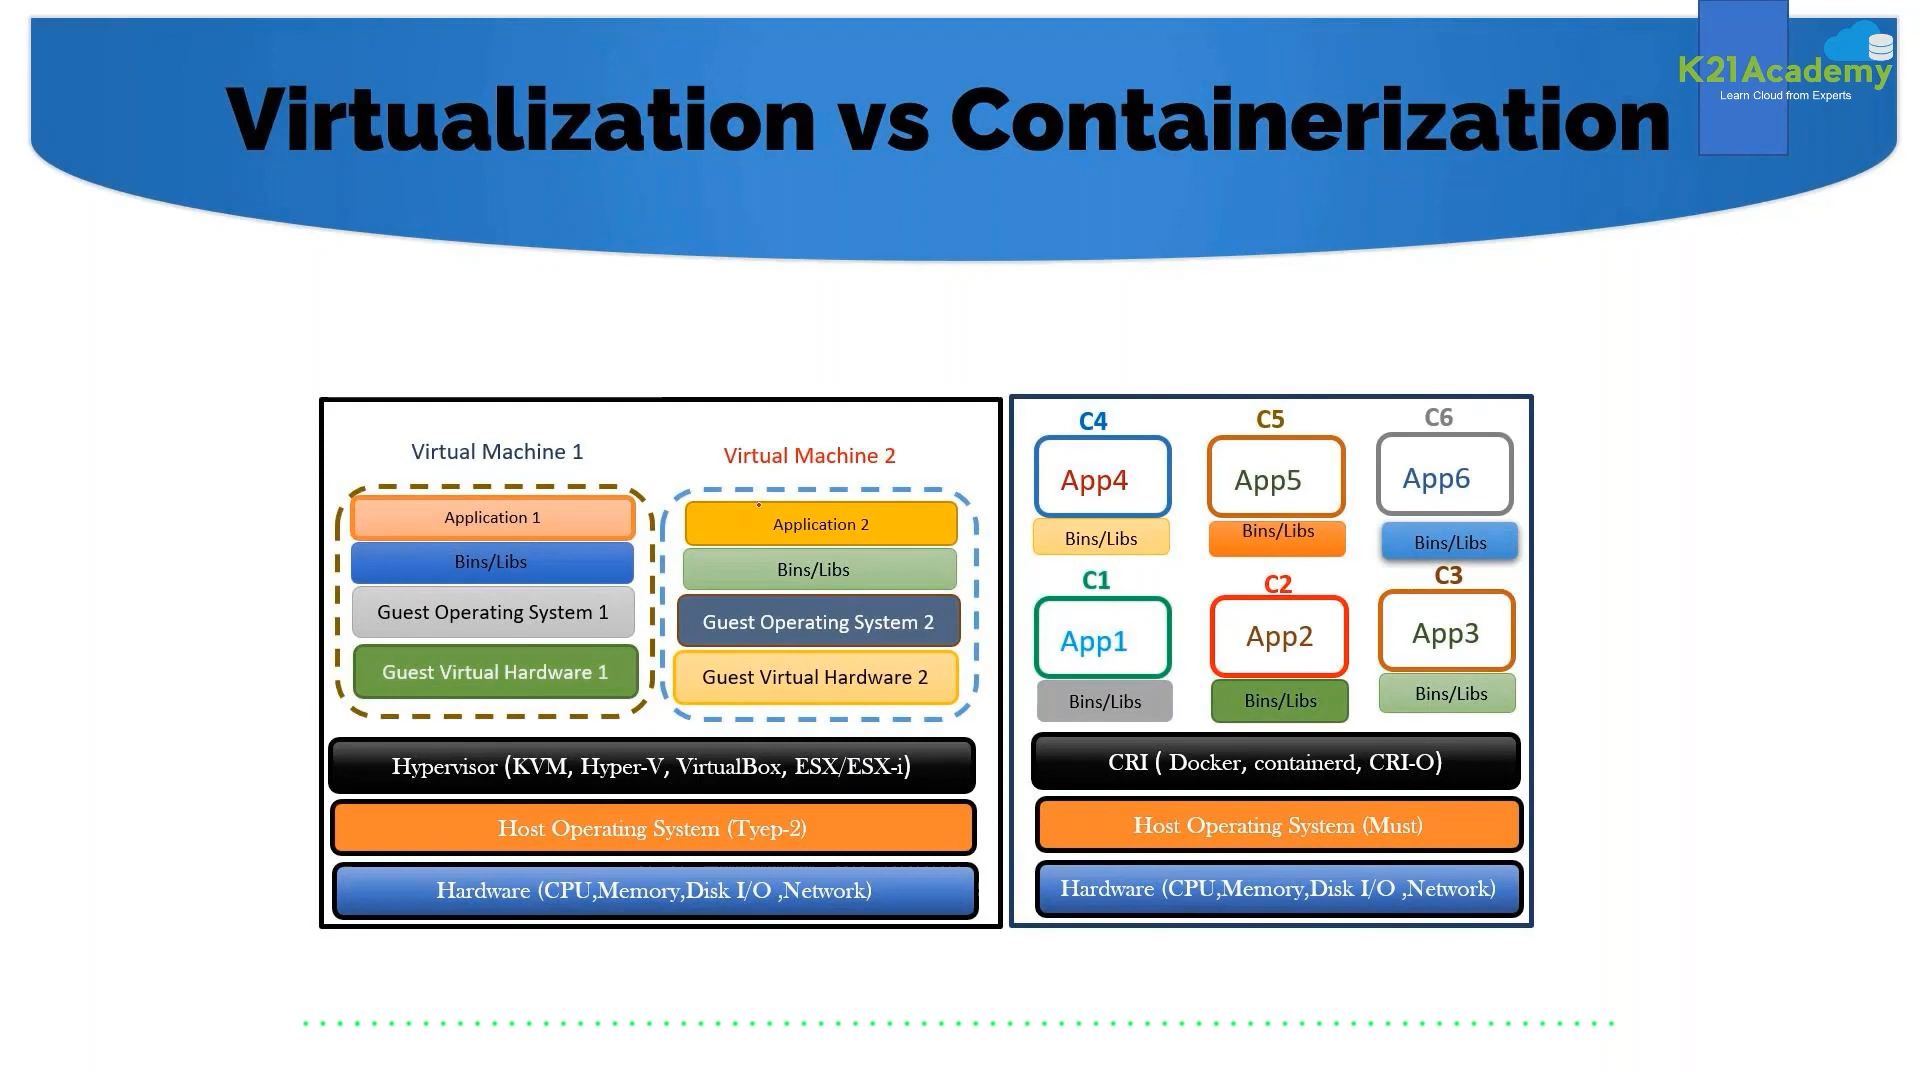 K21Academy
Learn Cloud from Experts
Virtualization vs Containerization
Virtual Machine 1
Application 1
Bins/Libs
Guest Operating System 1
Guest Virtual Hardware 1
Virtual Machine 2
Application 2
Bins/Libs
Guest Operating System 2
Guest Virtual Hardware 2
Hypervisor (KVM, Hyper-V, VirtualBox, ESX/ESX-i)
Host Operating System (Tyep-2)
Hardware (CPU,Memory,Disk I/O ,Network)
C4
App4
Bins/Libs
C5
App5
Bins/Libs
C6
App6
Bins/Libs
C1
App1
Bins/Libs
C2
App2
Bins/Libs
C3
App3
Bins/Libs
CRI ( Docker, containerd, CRI-O)
Host Operating System (Must)
Hardware (CPU,Memory,Disk I/O ,Network)